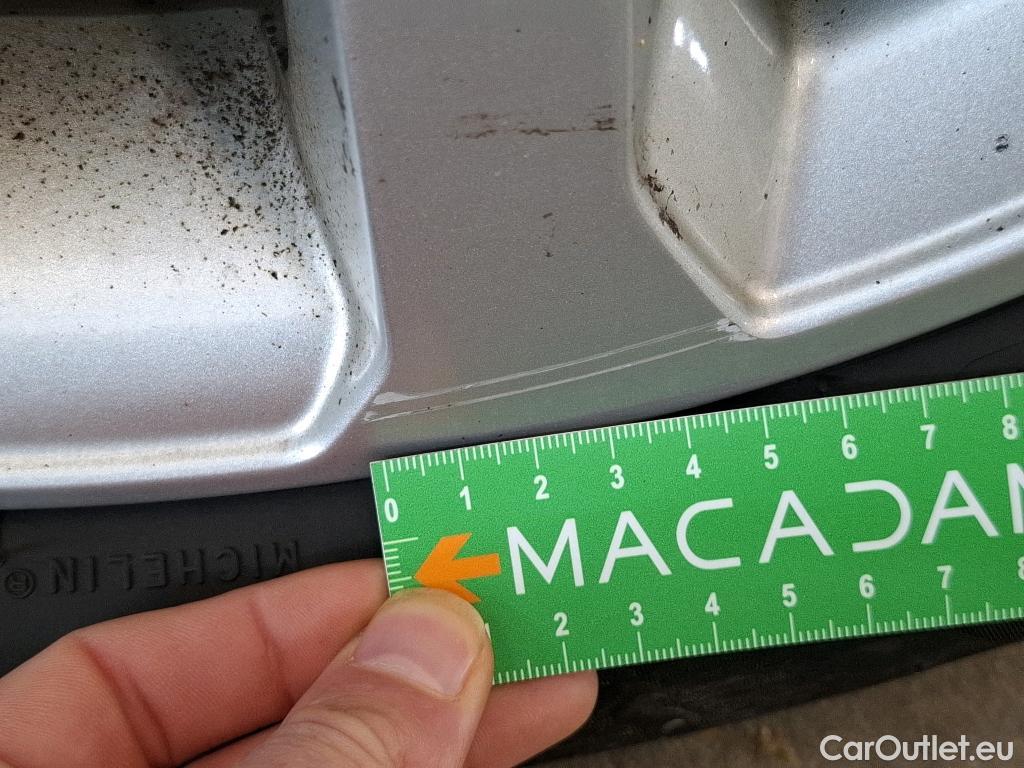 0 1 2 3 4 5 6 7 8
MACADAM
2 3 4 5 6 7 8
MICHELIN®
CarOutlet.eu